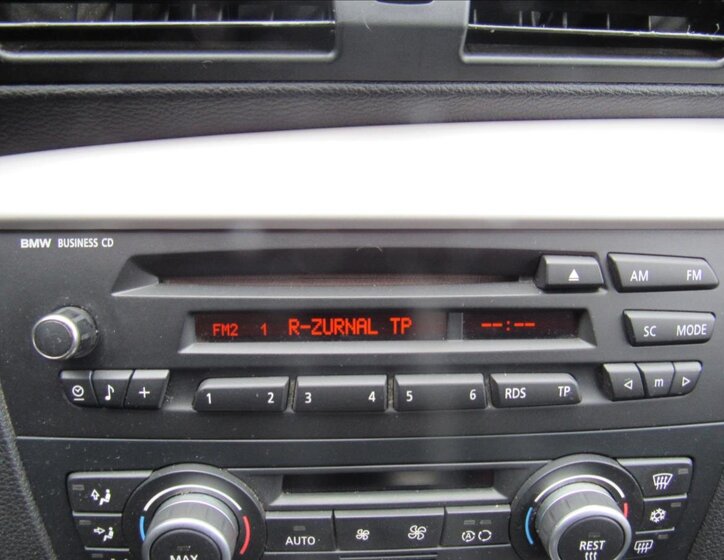 BMW BUSINESS CD
AM FM
FM2 1 R-ZURNAL TP --:--
SC MODE
1 2 3 4 5 6 RDS TP m
AUTO
MAX
REST